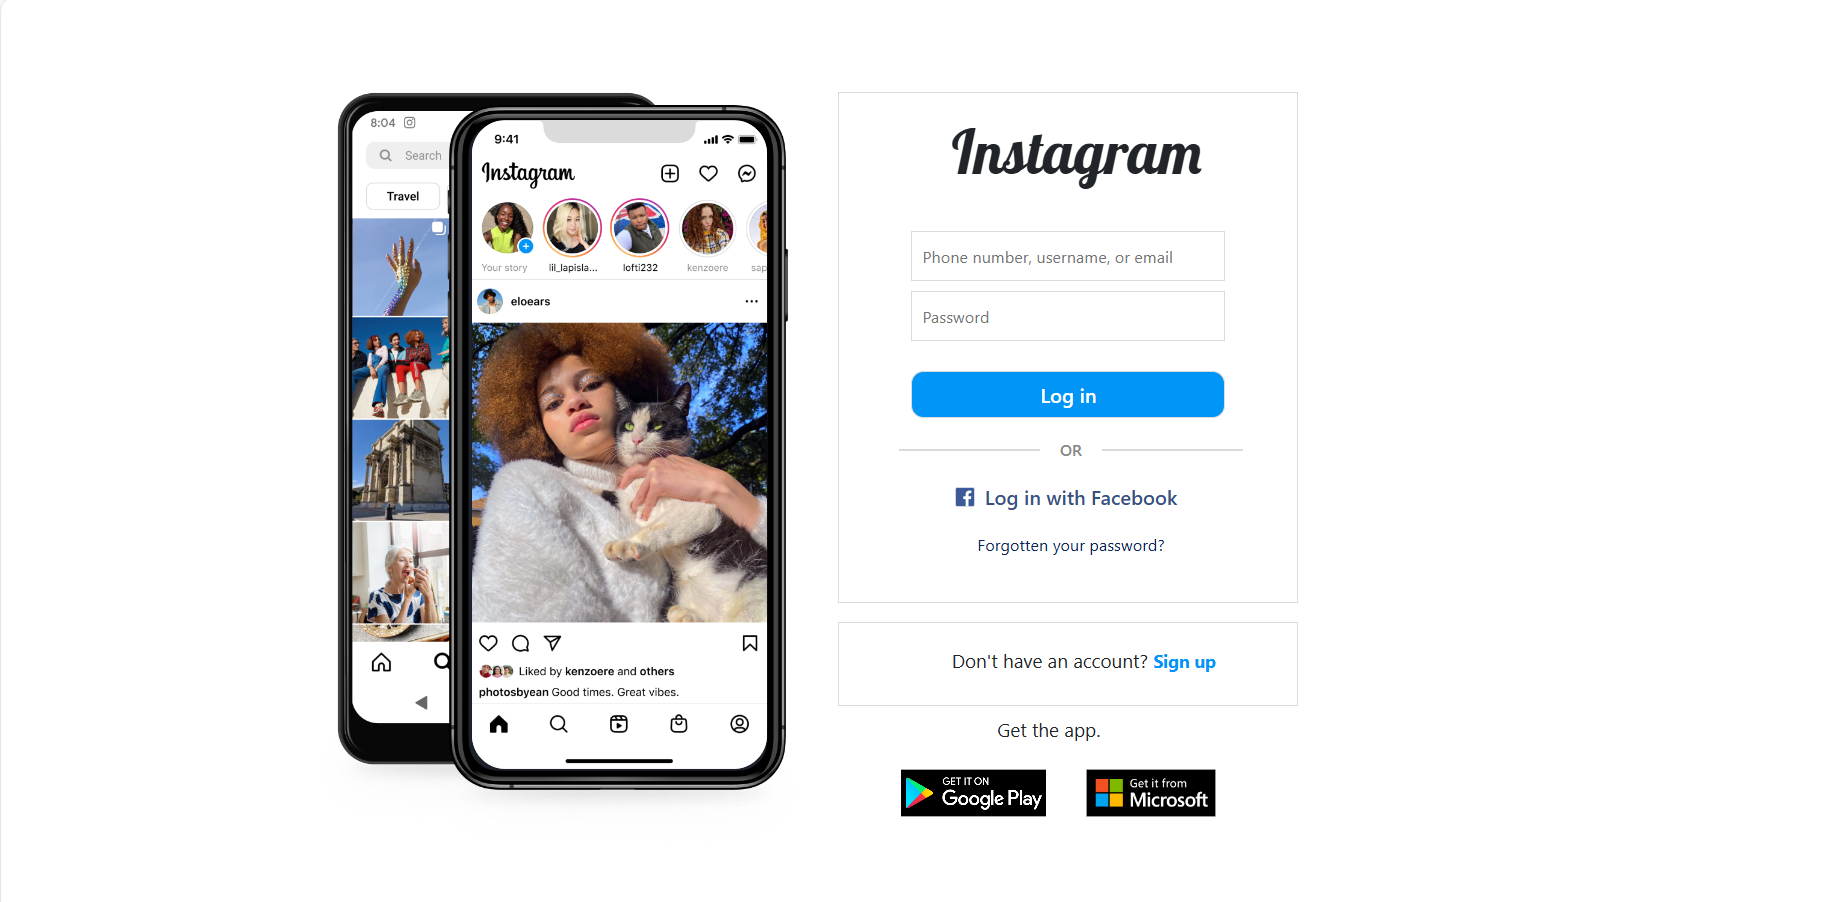 8:04
Search
Travel
9:41
Instagram
Your story
lil_lapisla...
lofti232
kenzoere
sap
eloears
Liked by kenzoere and others
photosbyean Good times. Great vibes.
Instagram
Phone number, username, or email
Password
Log in
OR
Log in with Facebook
Forgotten your password?
Don't have an account? Sign up
Get the app.
GET IT ON
Google Play
Get it from
Microsoft